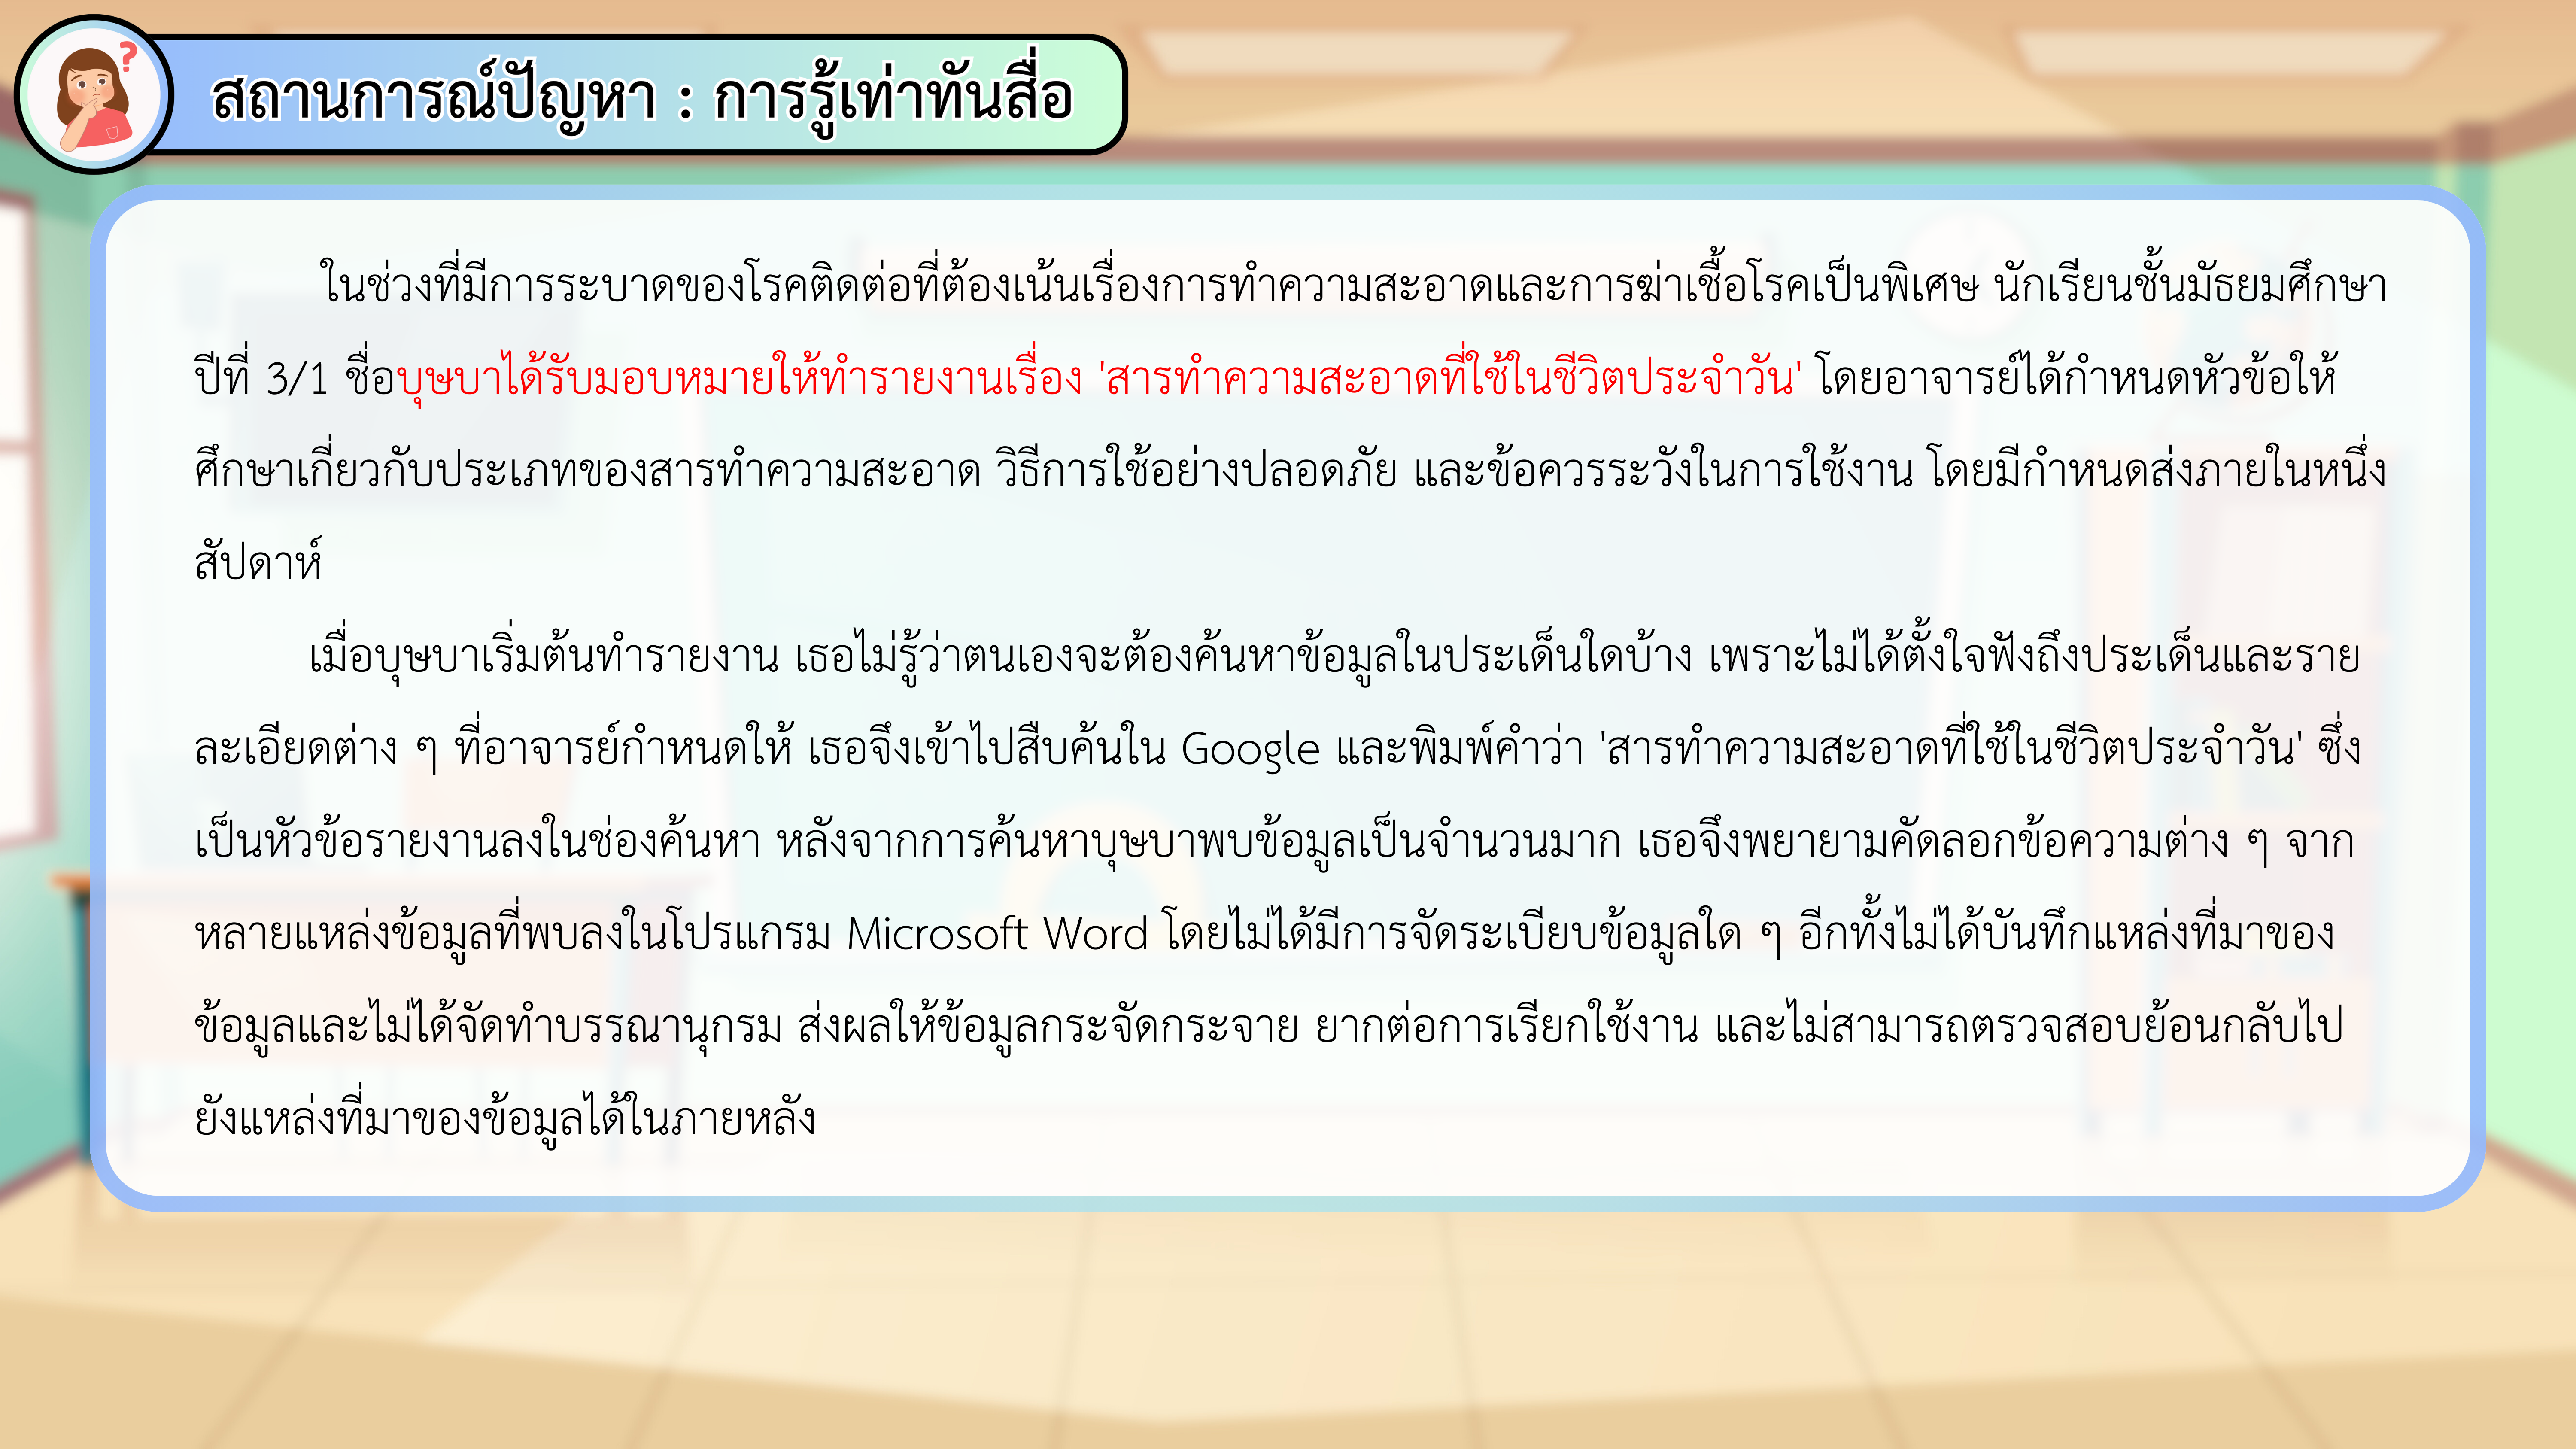 ?
สถานการณ์ปัญหา : การรู้เท่าทันสื่อ
ในช่วงที่มีการระบาดของโรคติดต่อที่ต้องเน้นเรื่องการทำความสะอาดและการฆ่าเชื้อโรคเป็นพิเศษ นักเรียนชั้นมัธยมศึกษา
ปีที่ 3/1 ชื่อบุษบาได้รับมอบหมายให้ทำรายงานเรื่อง 'สารทำความสะอาดที่ใช้ในชีวิตประจำวัน' โดยอาจารย์ได้กำหนดหัวข้อให้
ศึกษาเกี่ยวกับประเภทของสารทำความสะอาด วิธีการใช้อย่างปลอดภัย และข้อควรระวังในการใช้งาน โดยมีกำหนดส่งภายในหนึ่ง
สัปดาห์
เมื่อบุษบาเริ่มต้นทำรายงาน เธอไม่รู้ว่าตนเองจะต้องค้นหาข้อมูลในประเด็นใดบ้าง เพราะไม่ได้ตั้งใจฟังถึงประเด็นและราย
ละเอียดต่าง ๆ ที่อาจารย์กำหนดให้ เธอจึงเข้าไปสืบค้นใน Google และพิมพ์คำว่า 'สารทำความสะอาดที่ใช้ในชีวิตประจำวัน' ซึ่ง
เป็นหัวข้อรายงานลงในช่องค้นหา หลังจากการค้นหาบุษบาพบข้อมูลเป็นจำนวนมาก เธอจึงพยายามคัดลอกข้อความต่าง ๆ จาก
หลายแหล่งข้อมูลที่พบลงในโปรแกรม Microsoft Word โดยไม่ได้มีการจัดระเบียบข้อมูลใด ๆ อีกทั้งไม่ได้บันทึกแหล่งที่มาของ
ข้อมูลและไม่ได้จัดทำบรรณานุกรม ส่งผลให้ข้อมูลกระจัดกระจาย ยากต่อการเรียกใช้งาน และไม่สามารถตรวจสอบย้อนกลับไป
ยังแหล่งที่มาของข้อมูลได้ในภายหลัง